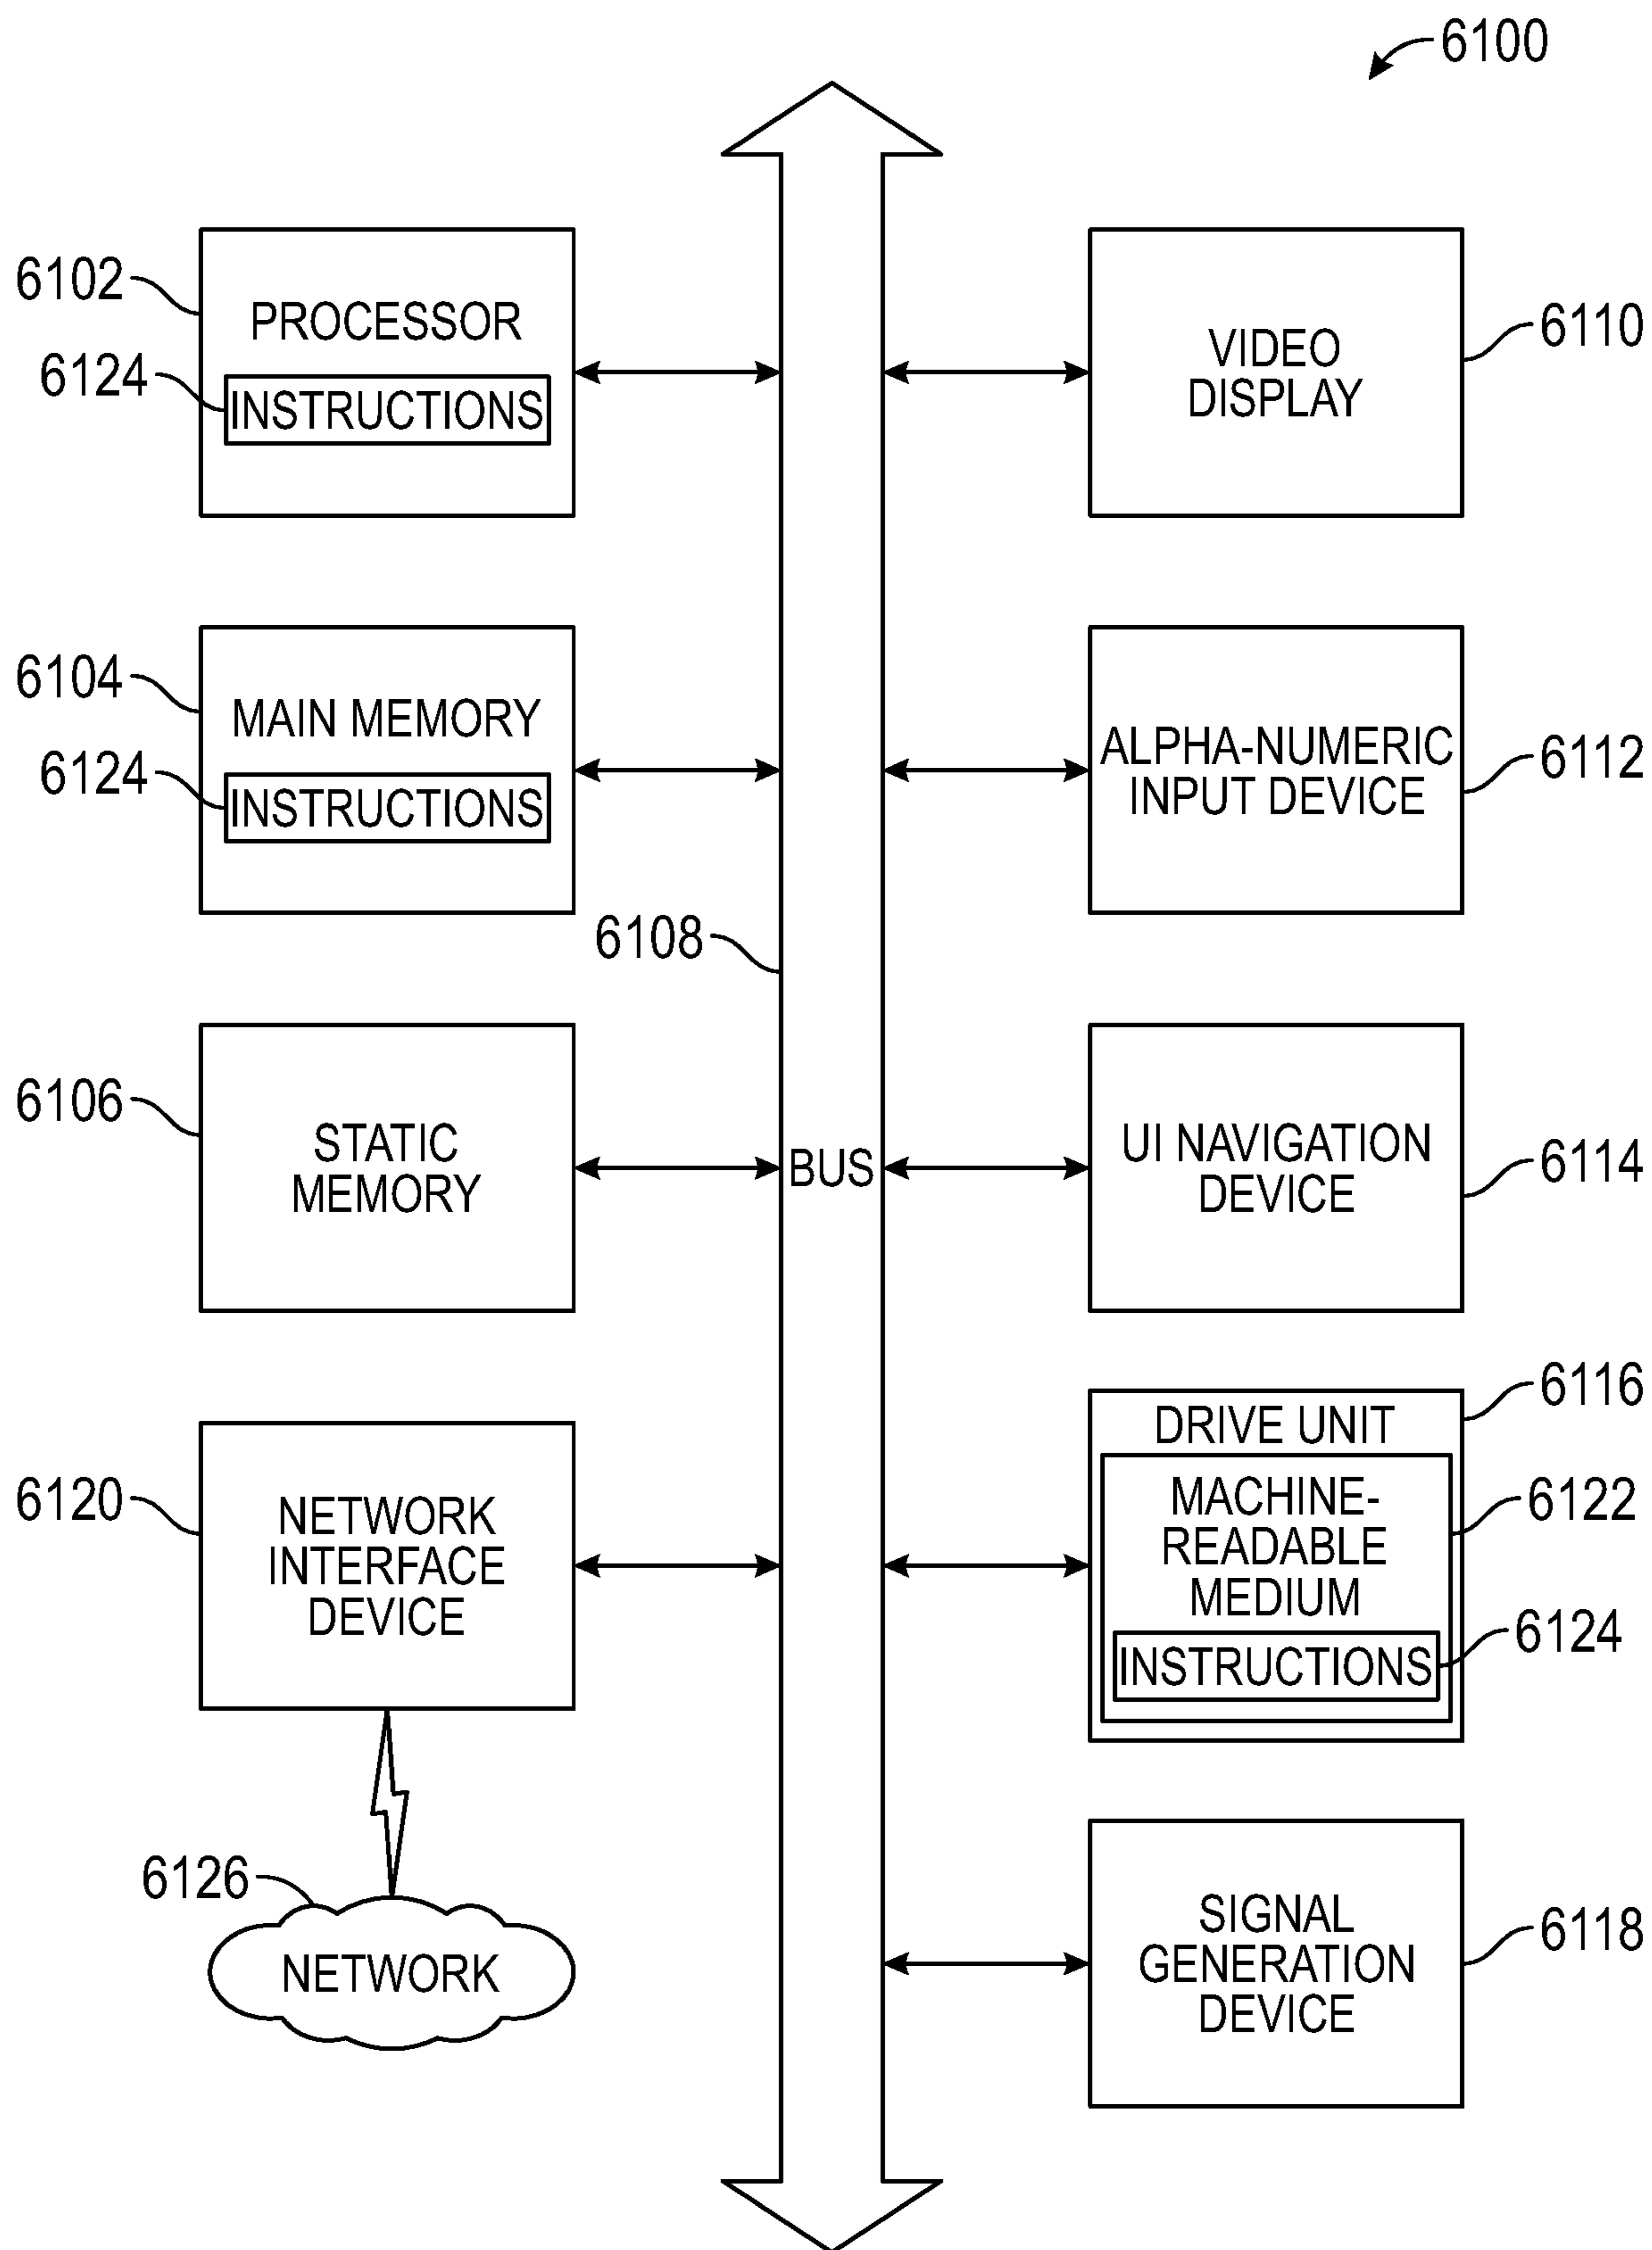 6100
6102
PROCESSOR
6124
INSTRUCTIONS
VIDEO
DISPLAY
6110
6104
MAIN MEMORY
6124
INSTRUCTIONS
ALPHA-NUMERIC
INPUT DEVICE
6112
6108
6106
STATIC
MEMORY
BUS
UI NAVIGATION
DEVICE
6114
6120
NETWORK
INTERFACE
DEVICE
DRIVE UNIT
6116
MACHINE-
READABLE
MEDIUM
6122
INSTRUCTIONS
6124
6126
NETWORK
SIGNAL
GENERATION
DEVICE
6118